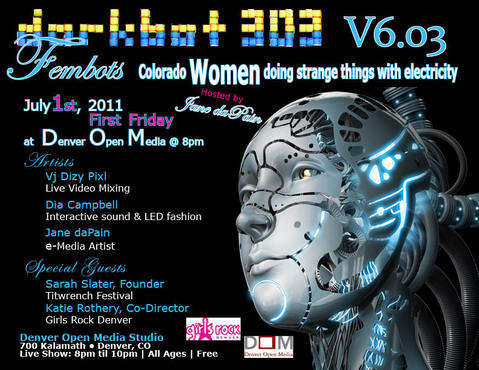 dorkbot 303 V6.03
Fembots Colorado Women doing strange things with electricity
Hosted by
Jane daPain
July 1st, 2011
First Friday
at Denver Open Media @ 8pm
Artists
Vj Dizy Pixl
Live Video Mixing
Dia Campbell
Interactive sound & LED fashion
Jane daPain
e-Media Artist
Special Guests
Sarah Slater, Founder
Titwrench Festival
Katie Rothery, Co-Director
Girls Rock Denver
girls rock
DENVER
DOM
Denver Open Media
Denver Open Media Studio
700 Kalamath • Denver, CO
Live Show: 8pm til 10pm | All Ages | Free